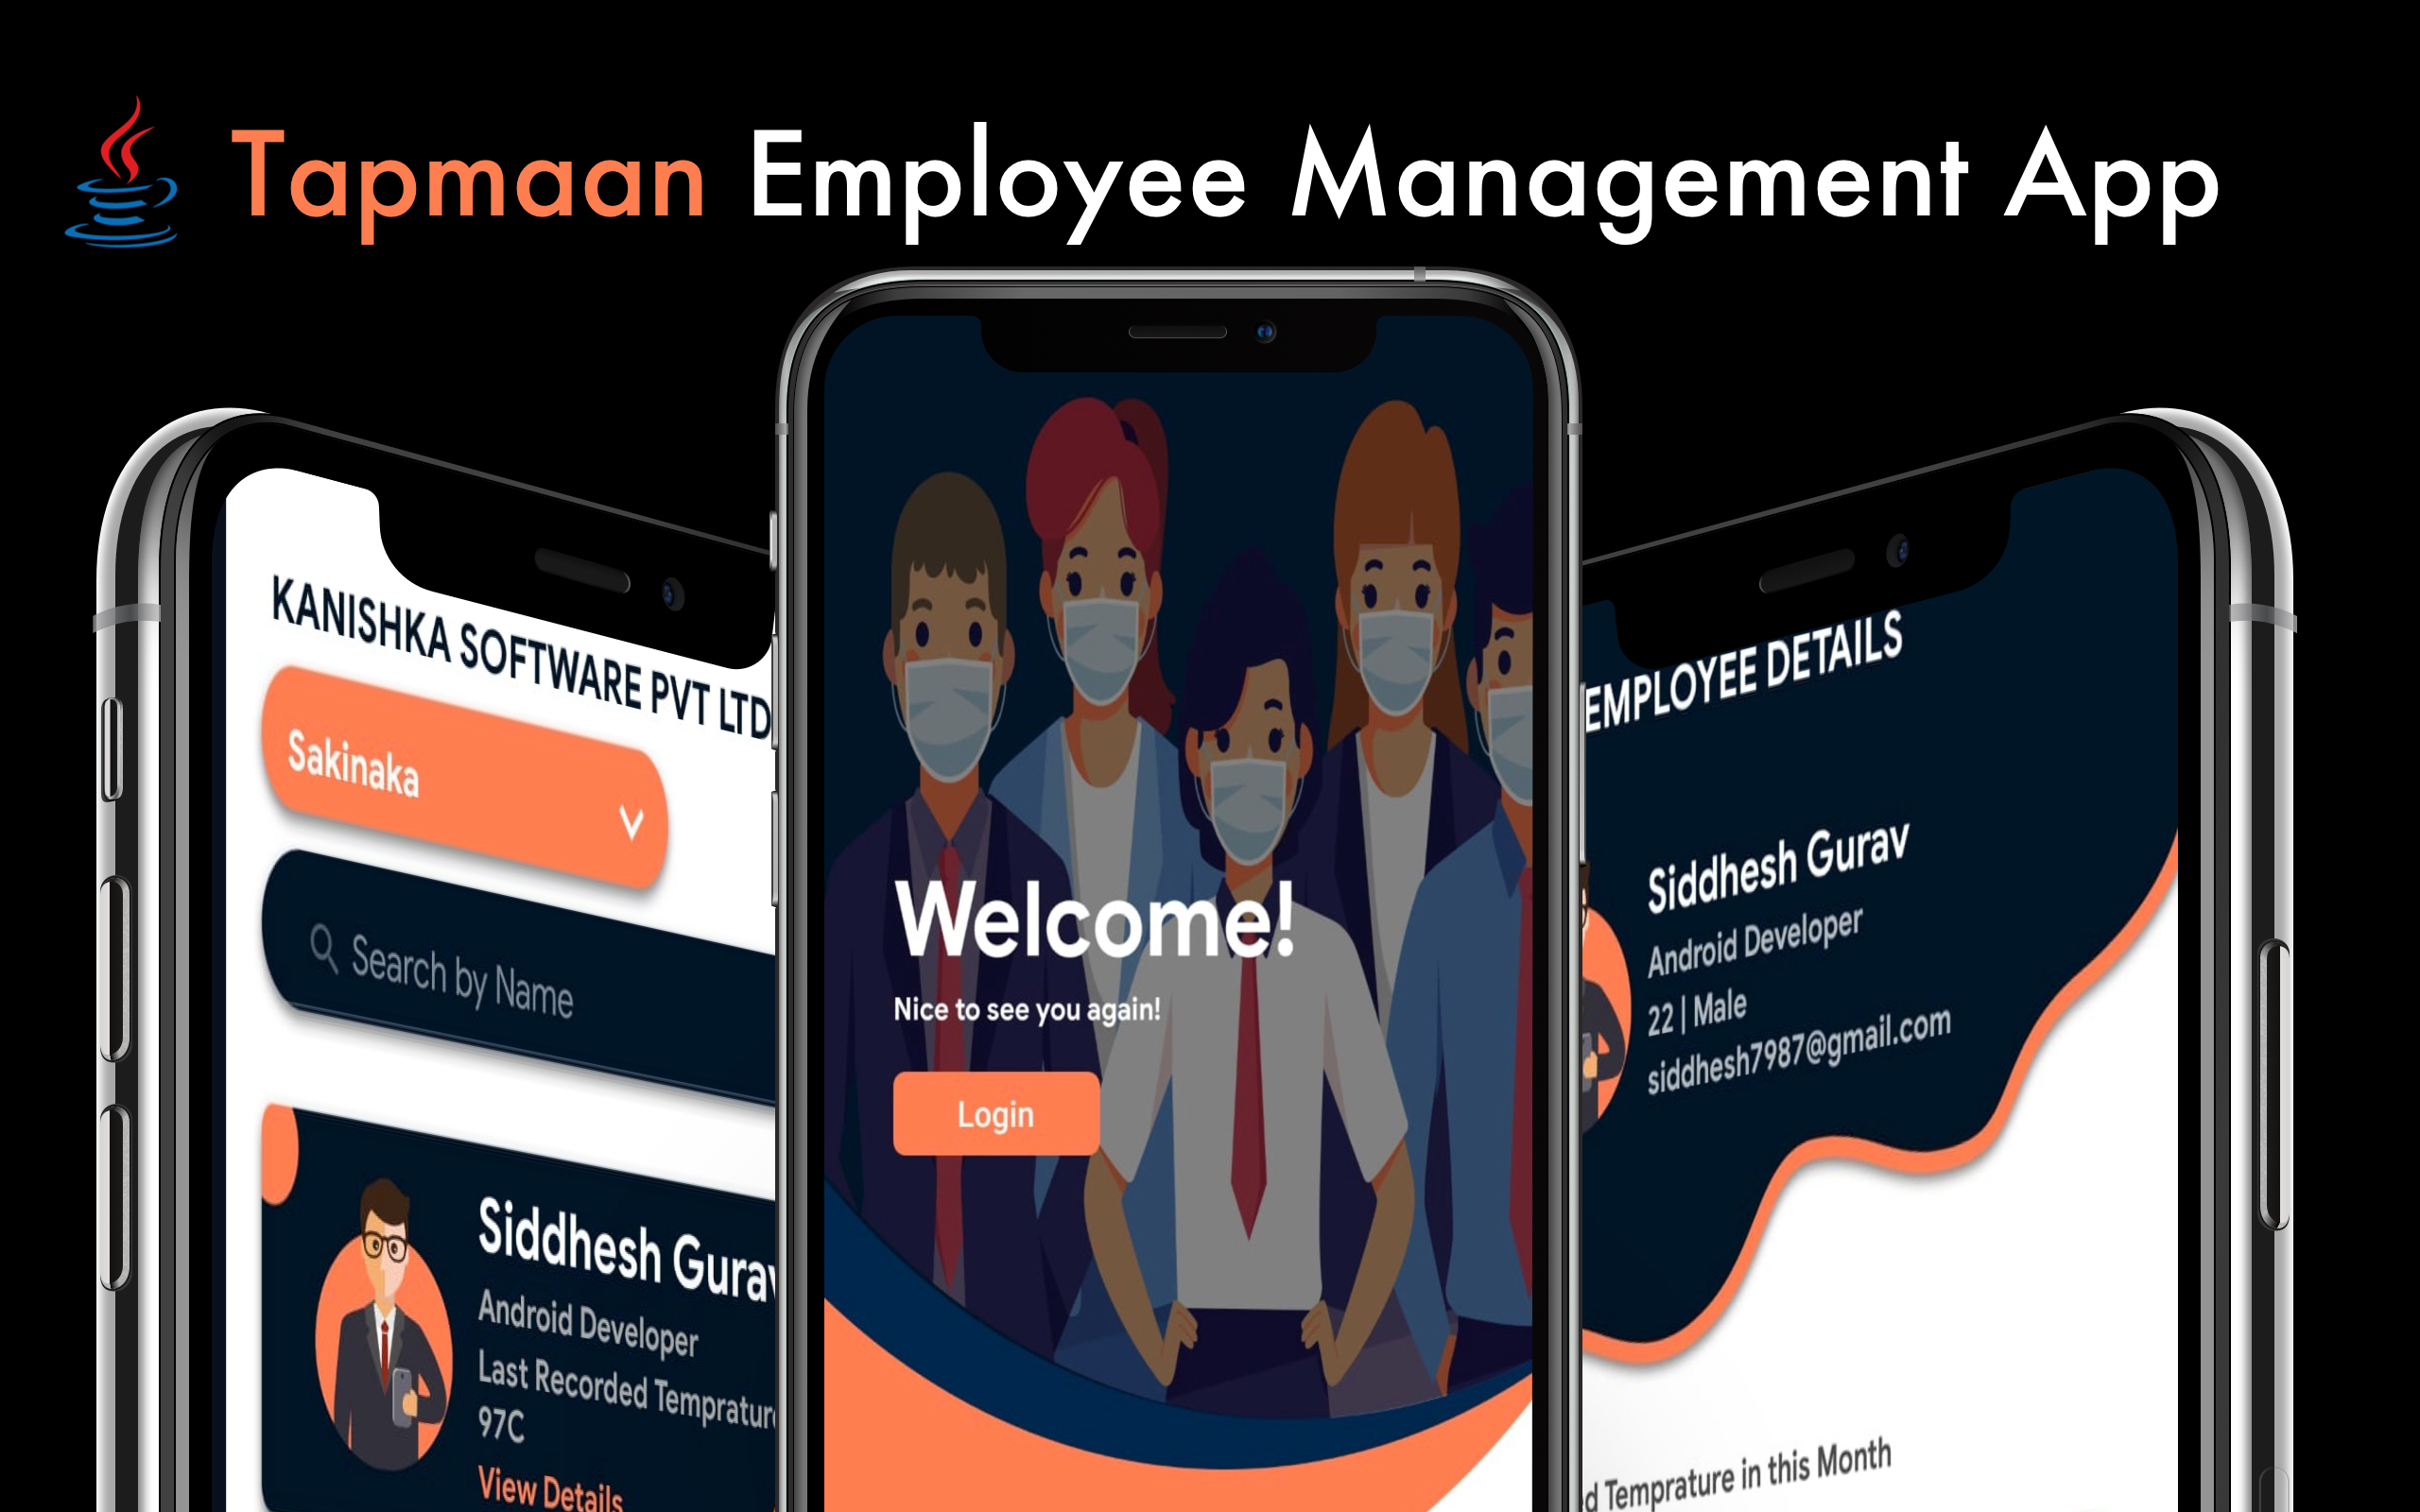 Tapmaan Employee Management App
KANISHKA SOFTWARE PVT LTD
Sakinaka
Search by Name
Siddhesh Gurav
Android Developer
Last Recorded Temprature
97C
View Details
Welcome!
Nice to see you again!
Login
EMPLOYEE DETAILS
Siddhesh Gurav
Android Developer
22 | Male
siddhesh7987@gmail.com
d Temprature in this Month